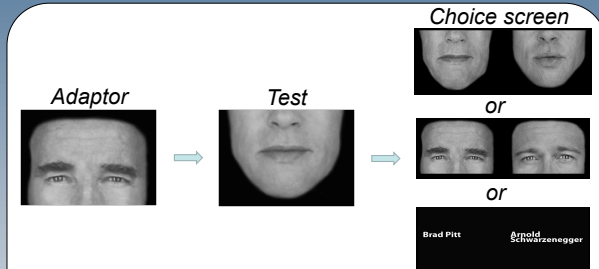 Choice screen
Adaptor
Test
or
or
Brad Pitt
Arnold
Schwarzenegger